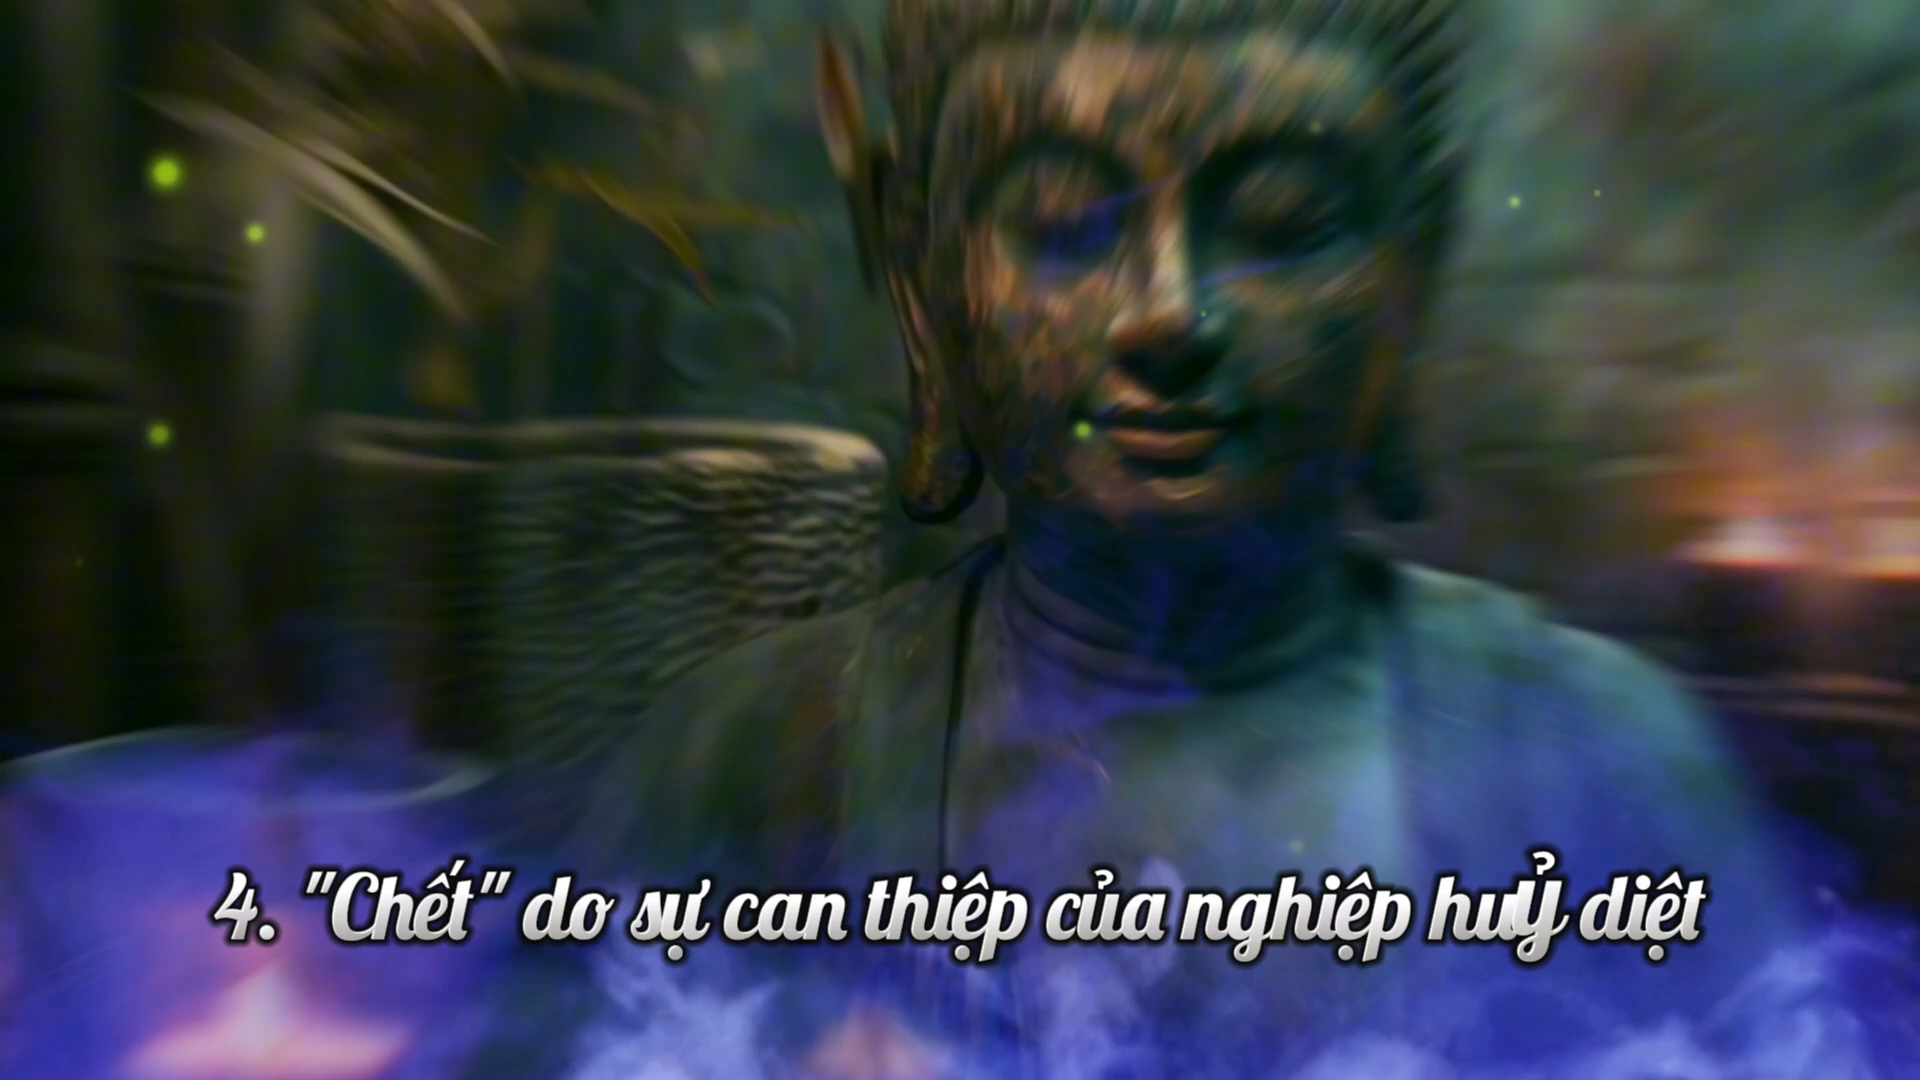 4. "Chết" do sự can thiệp của nghiệp huỷ diệt